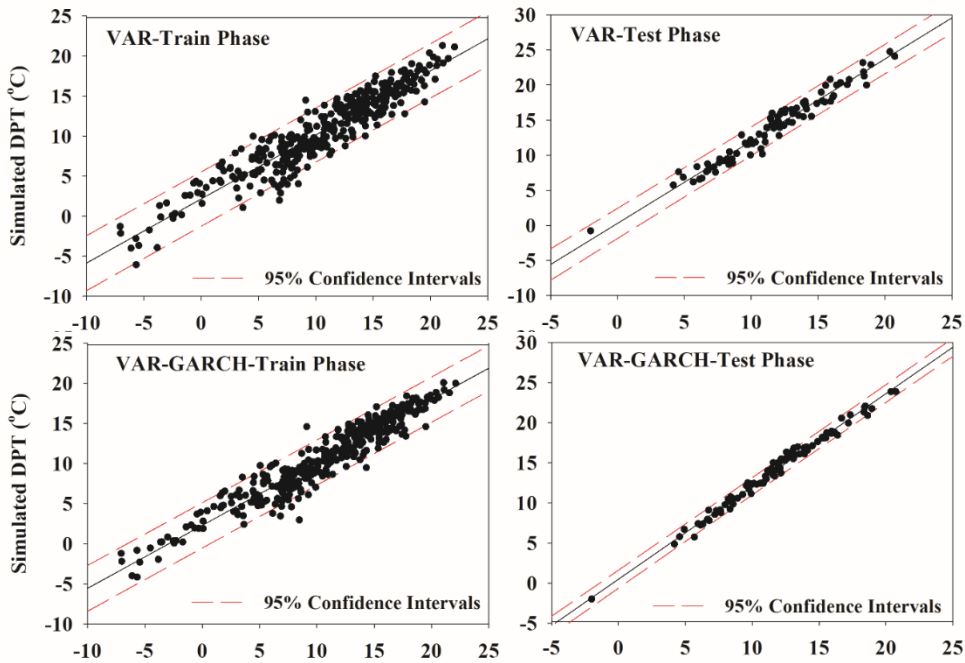 25
20
15
10
5
0
-5
-10
Simulated DPT (°C)
VAR-Train Phase
95% Confidence Intervals
-10 -5 0 5 10 15 20 25
30
25
20
15
10
5
0
-5
-10
VAR-Test Phase
95% Confidence Intervals
-5 0 5 10 15 20 25
25
20
15
10
5
0
-5
-10
Simulated DPT (°C)
VAR-GARCH-Train Phase
95% Confidence Intervals
-10 -5 0 5 10 15 20 25
30
25
20
15
10
5
0
-5
VAR-GARCH-Test Phase
95% Confidence Intervals
-5 0 5 10 15 20 25